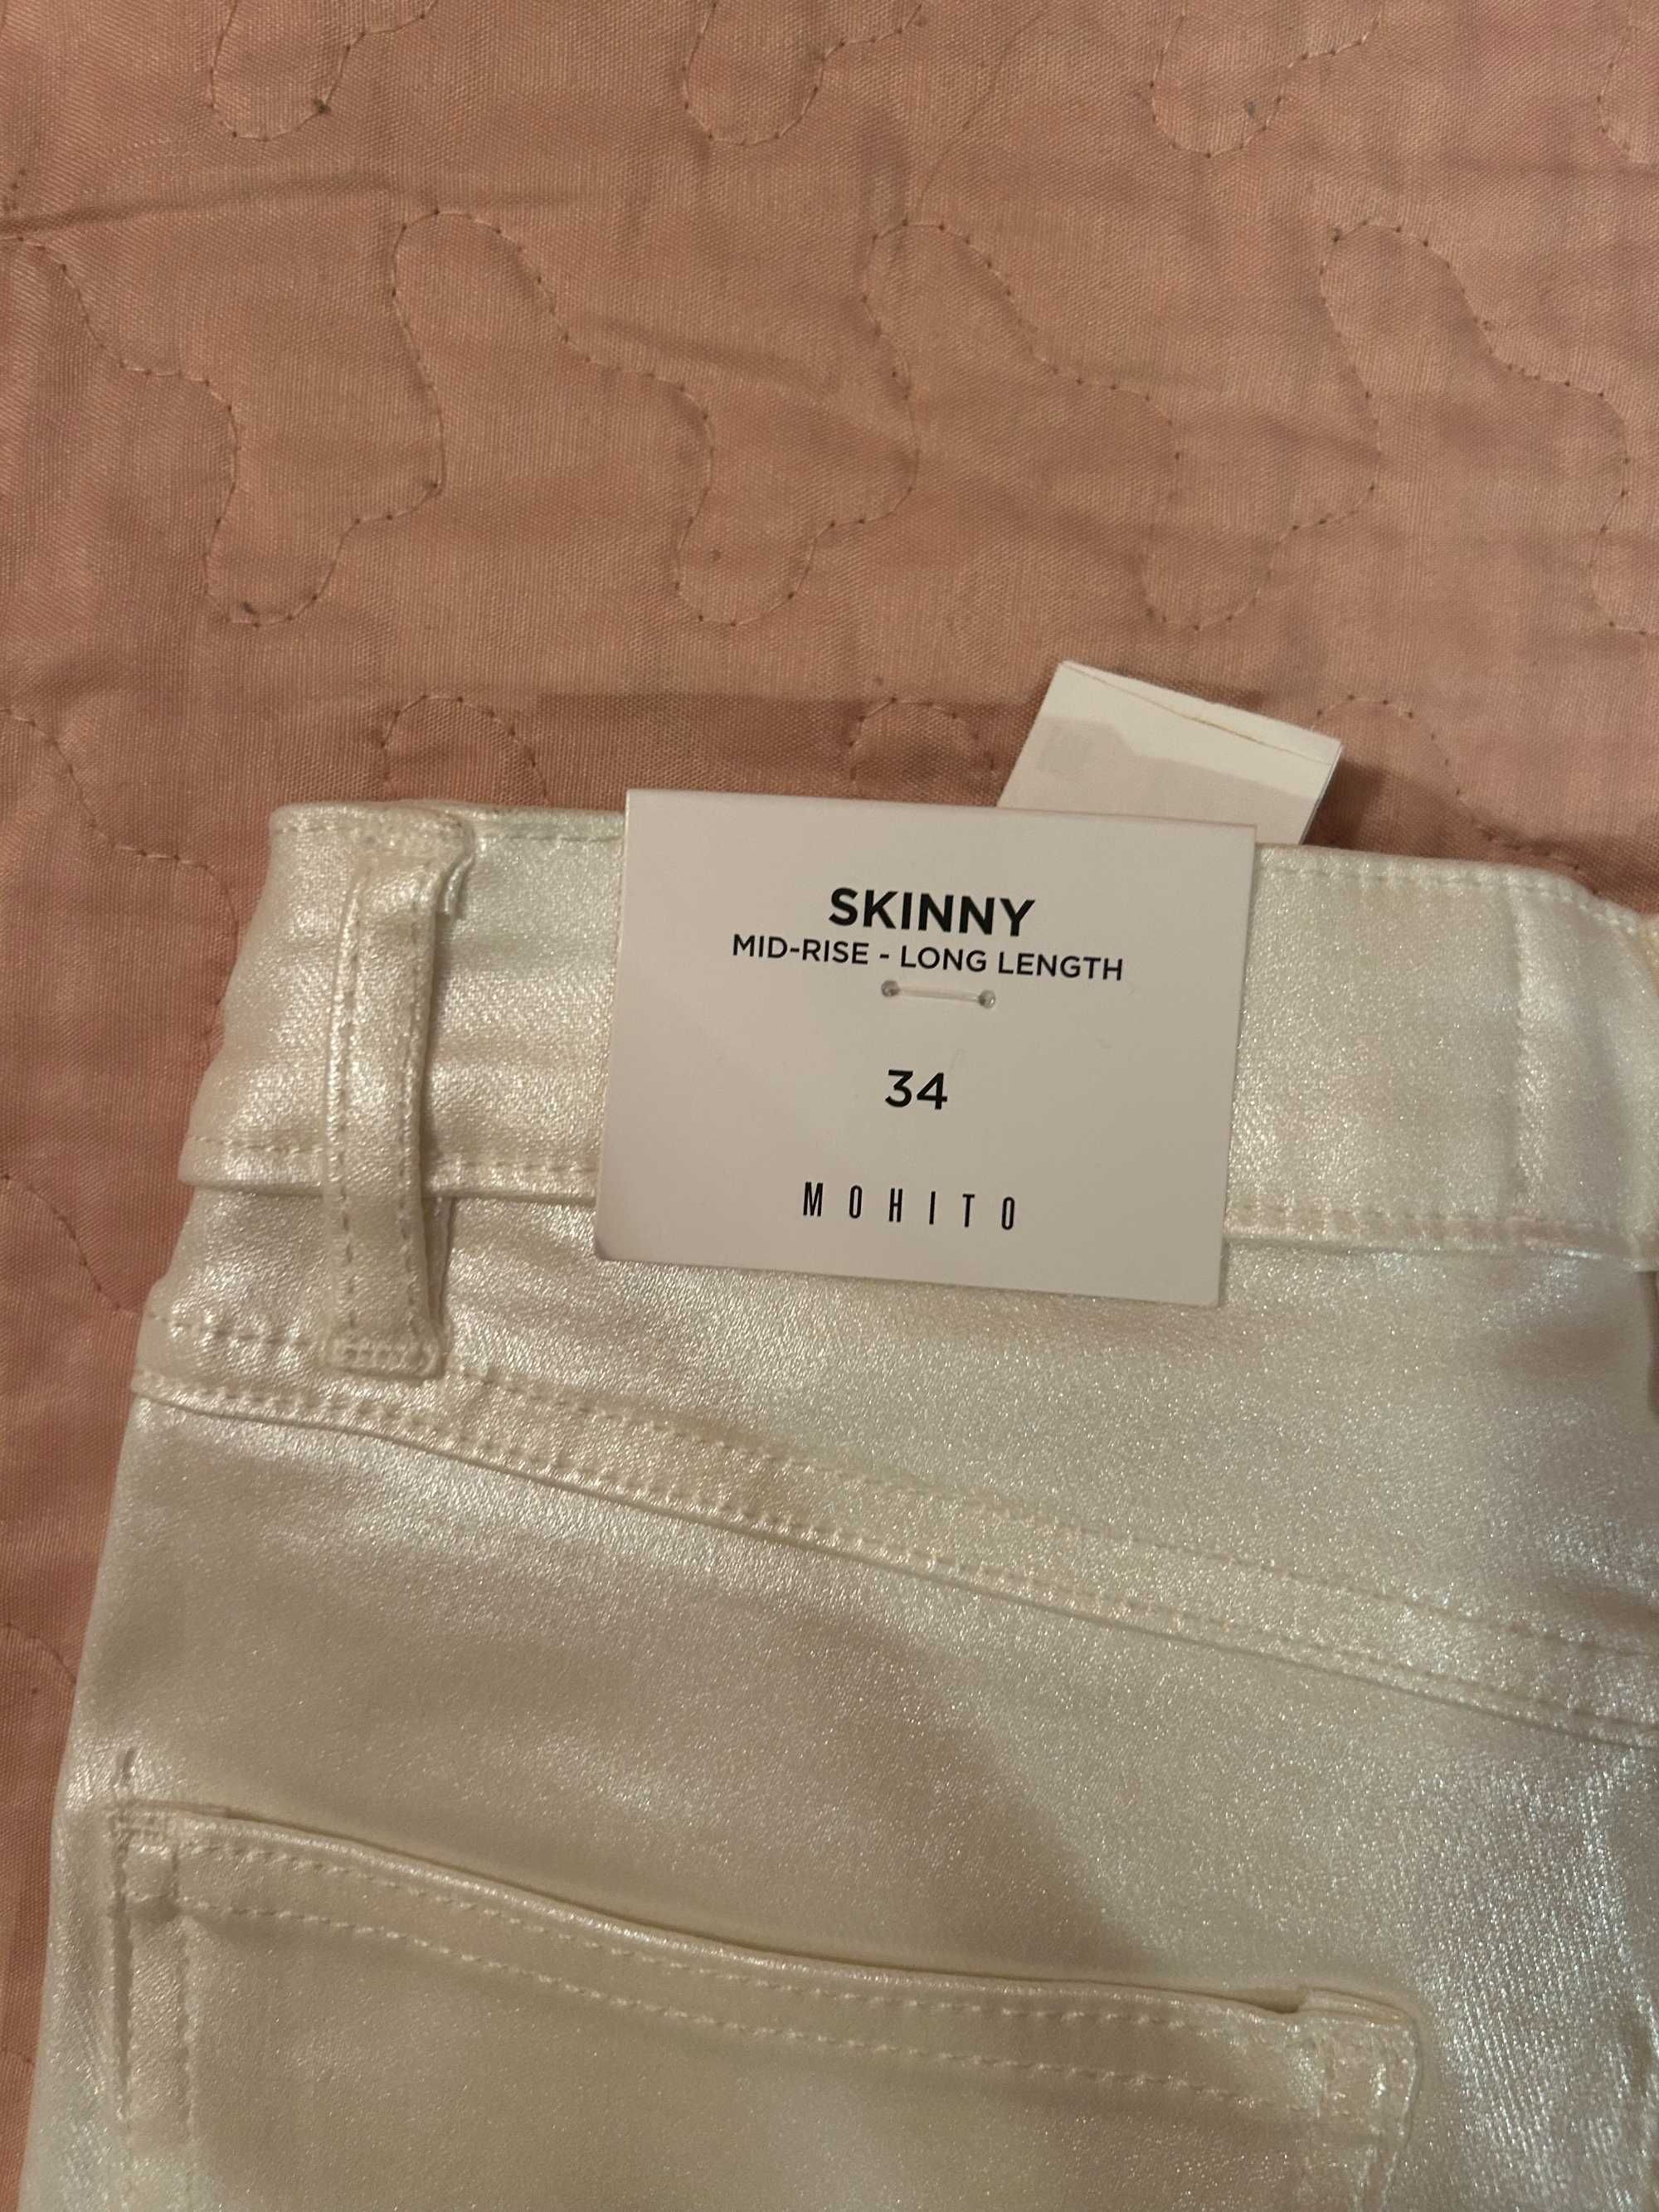 SKINNY
MID-RISE - LONG LENGTH
34
MOHITO